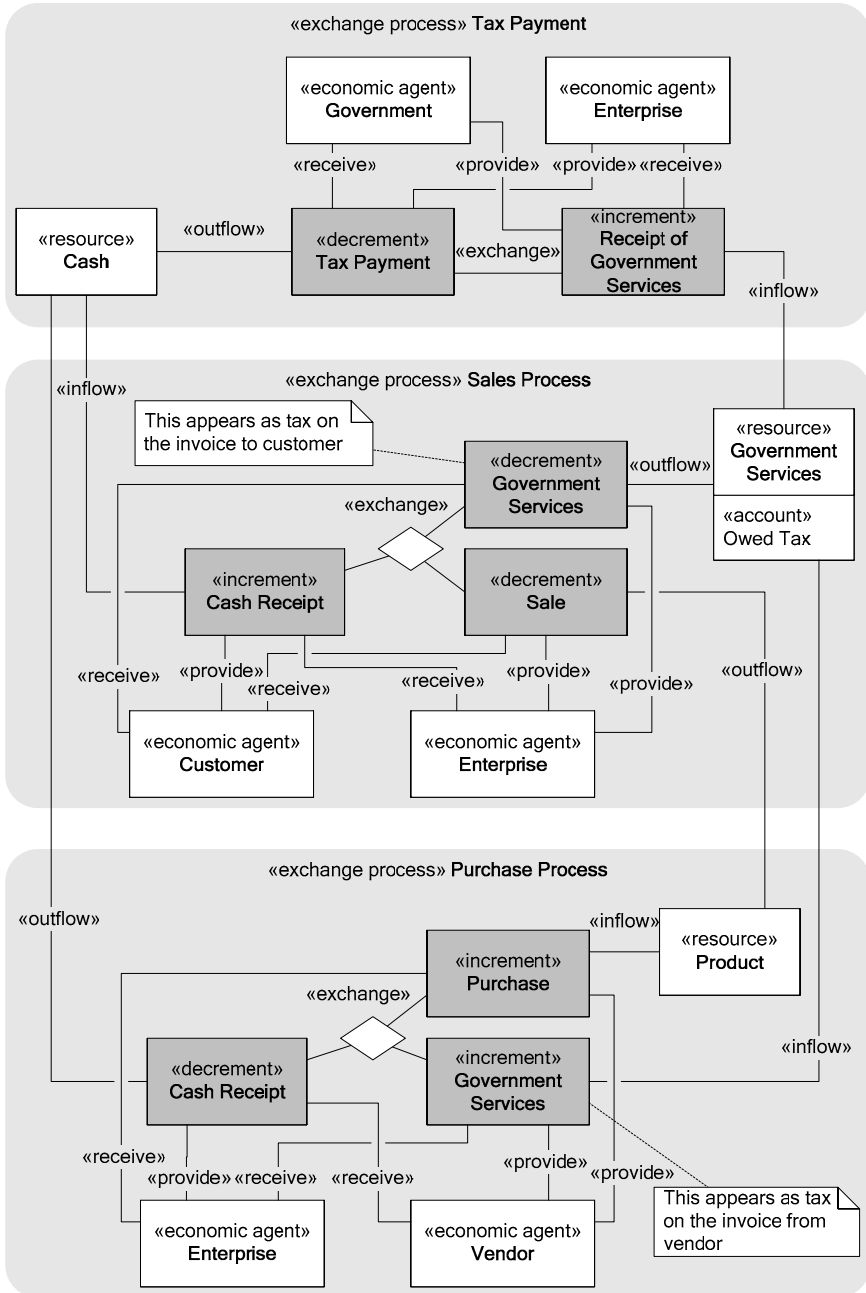 «exchange process» Tax Payment
«economic agent»
Government
«economic agent»
Enterprise
«receive»
«provide»
«provide»
«receive»
«resource»
Cash
«outflow»
«decrement»
Tax Payment
«exchange»
«increment»
Receipt of
Government
Services
«inflow»
«exchange process» Sales Process
«inflow»
This appears as tax on
the invoice to customer
«decrement»
Government
Services
«outflow»
«resource»
Government
Services
«account»
Owed Tax
«exchange»
«increment»
Cash Receipt
«decrement»
Sale
«receive»
«provide»
«receive»
«receive»
«provide»
«provide»
«outflow»
«economic agent»
Customer
«economic agent»
Enterprise
«exchange process» Purchase Process
«outflow»
«increment»
Purchase
«inflow»
«resource»
Product
«exchange»
«decrement»
Cash Receipt
«increment»
Government
Services
«inflow»
«receive»
«provide»
«receive»
«receive»
«provide»
«provide»
«economic agent»
Enterprise
«economic agent»
Vendor
This appears as tax
on the invoice from
vendor